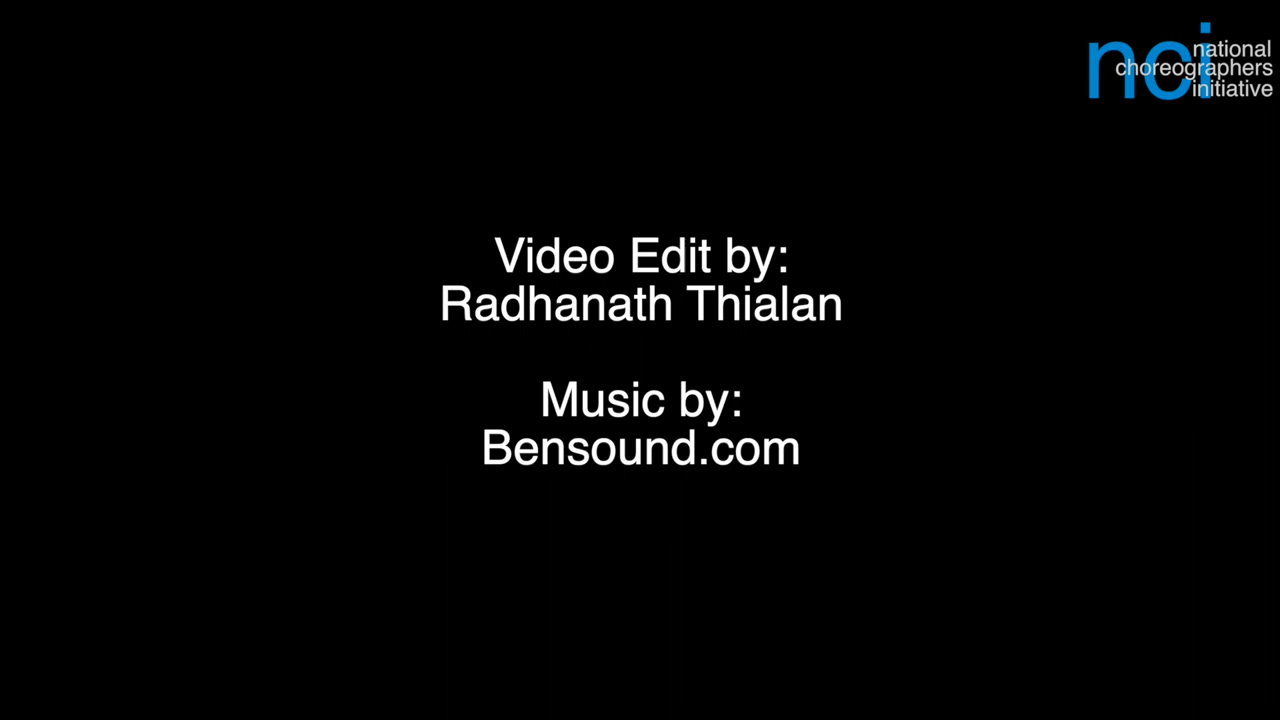 nci
national
choreographers
initiative
Video Edit by:
Radhanath Thialan
Music by:
Bensound.com